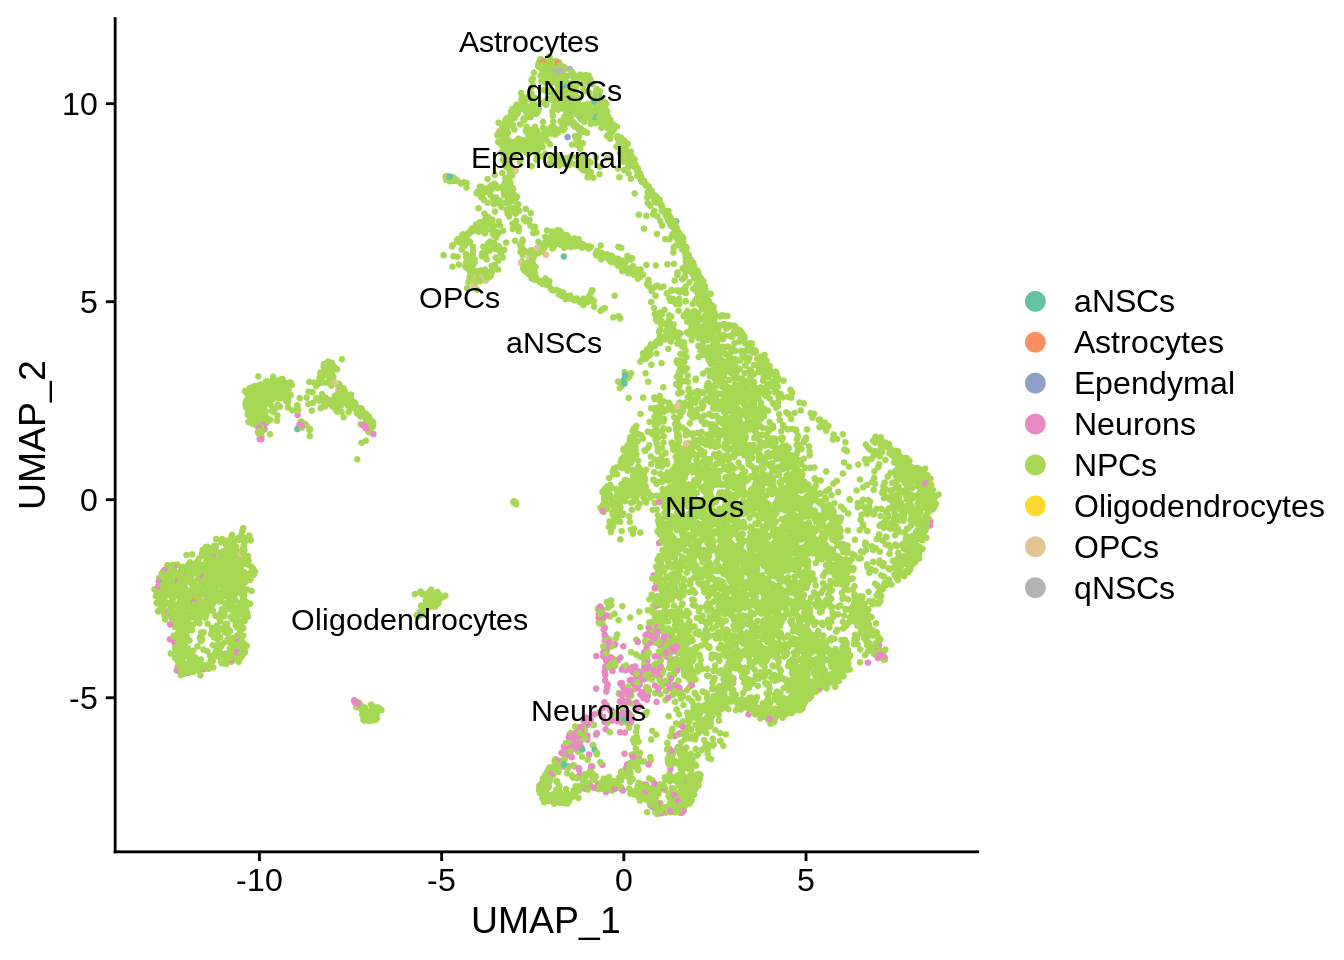 Astrocytes
qNSCs
Ependymal
OPCs
aNSCs
NPCs
Oligodendrocytes
Neurons
10
5
0
-5
UMAP_2
-10
-5
0
5
UMAP_1
aNSCs
Astrocytes
Ependymal
Neurons
NPCs
Oligodendrocytes
OPCs
qNSCs